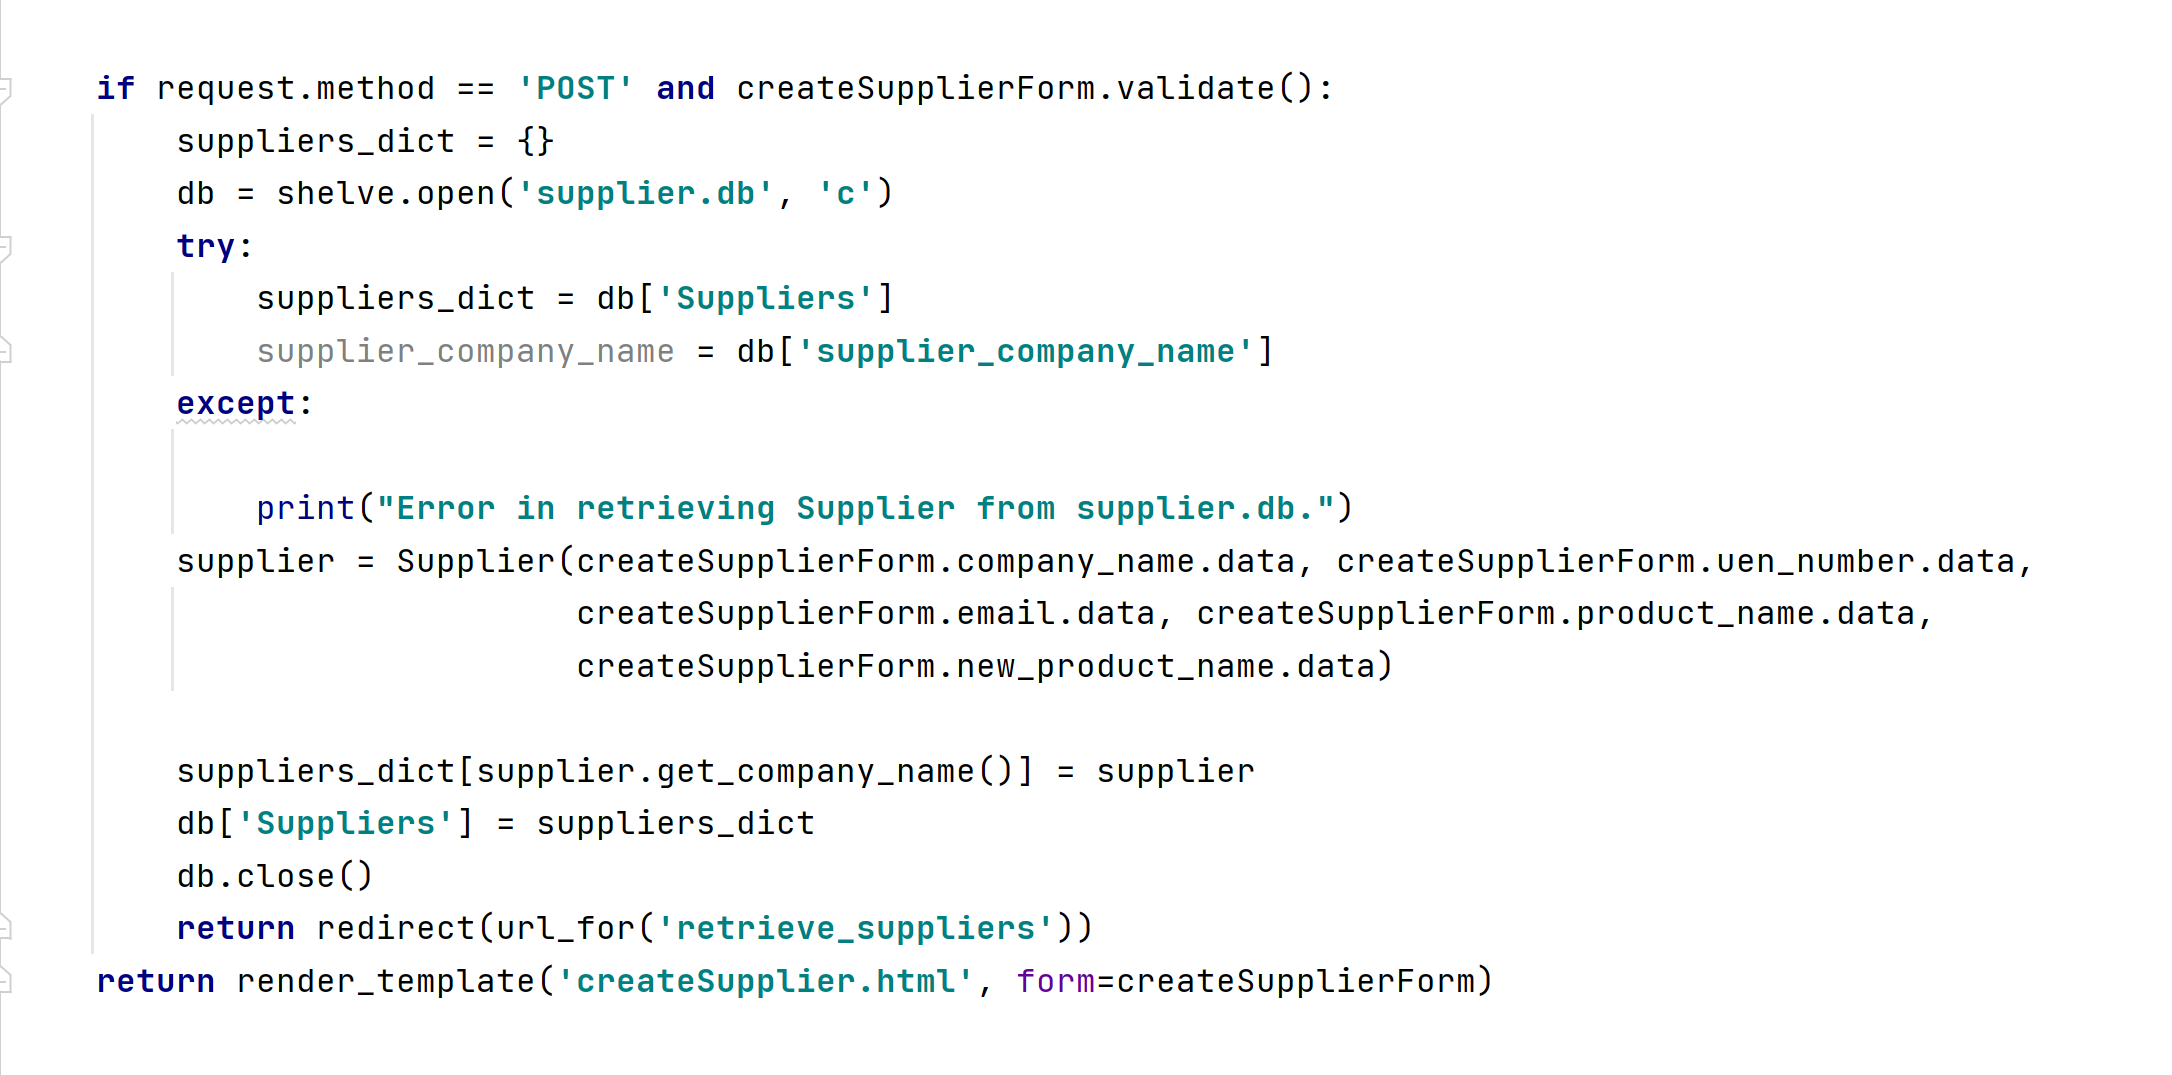 if request.method == 'POST' and createSupplierForm.validate():
    suppliers_dict = {}
    db = shelve.open('supplier.db', 'c')
    try:
        suppliers_dict = db['Suppliers']
        supplier_company_name = db['supplier_company_name']
    except:

        print("Error in retrieving Supplier from supplier.db.")
    supplier = Supplier(createSupplierForm.company_name.data, createSupplierForm.uen_number.data,
                        createSupplierForm.email.data, createSupplierForm.product_name.data,
                        createSupplierForm.new_product_name.data)

    suppliers_dict[supplier.get_company_name()] = supplier
    db['Suppliers'] = suppliers_dict
    db.close()
    return redirect(url_for('retrieve_suppliers'))
return render_template('createSupplier.html', form=createSupplierForm)